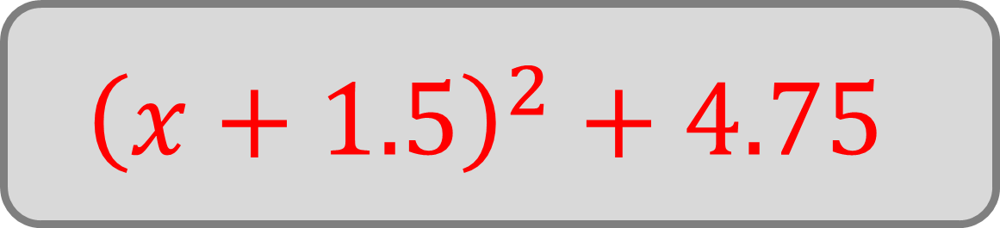 (x + 1.5)² + 4.75